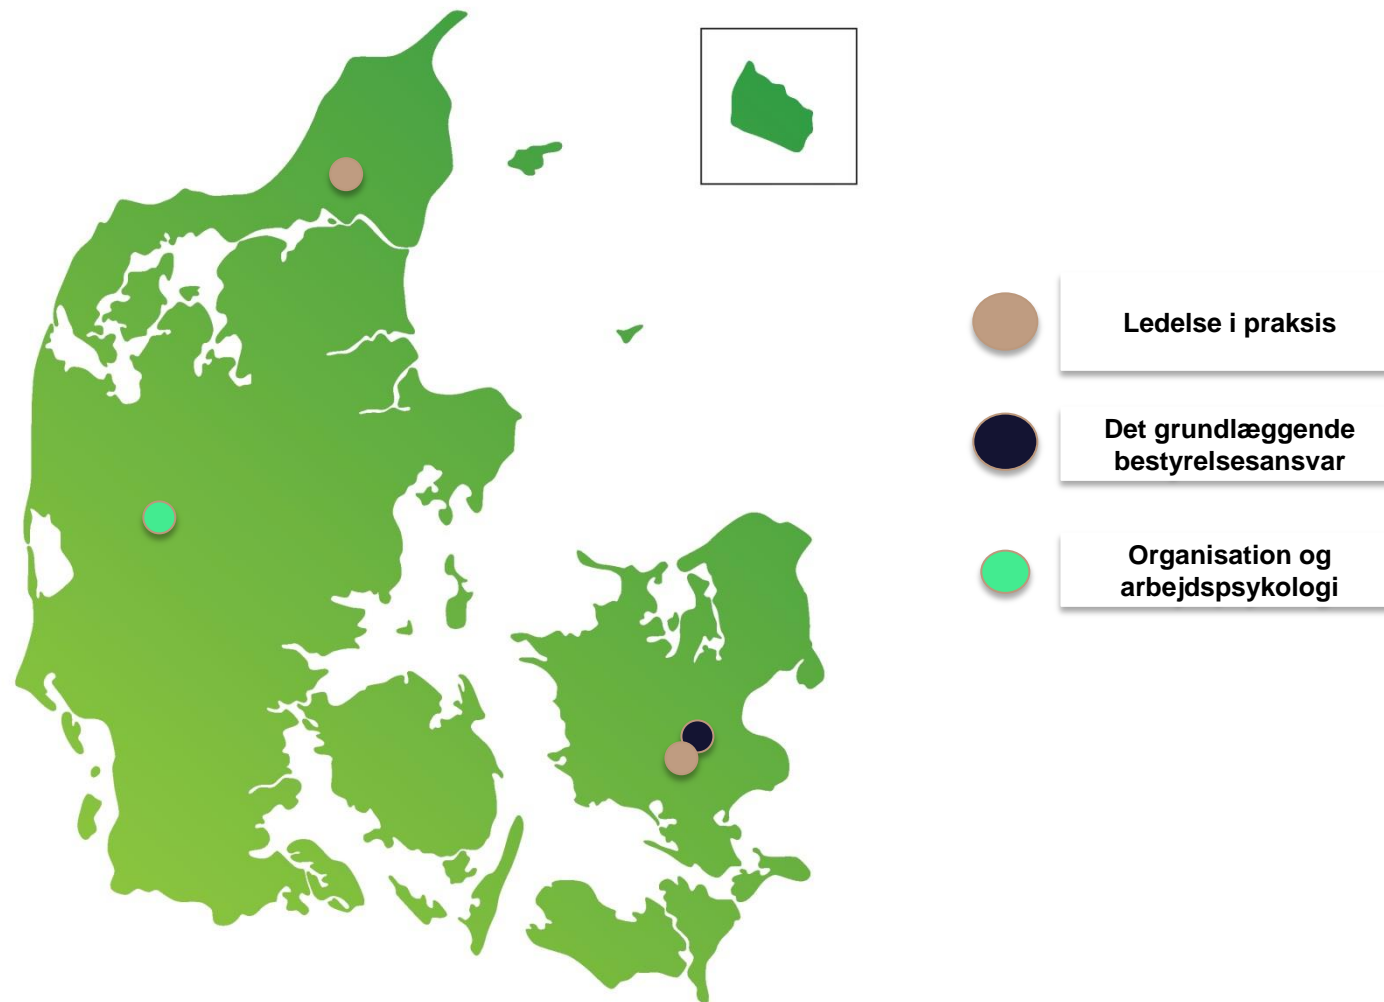 Ledelse i praksis
Det grundlæggende
bestyrelsesansvar
Organisation og
arbejdspsykologi